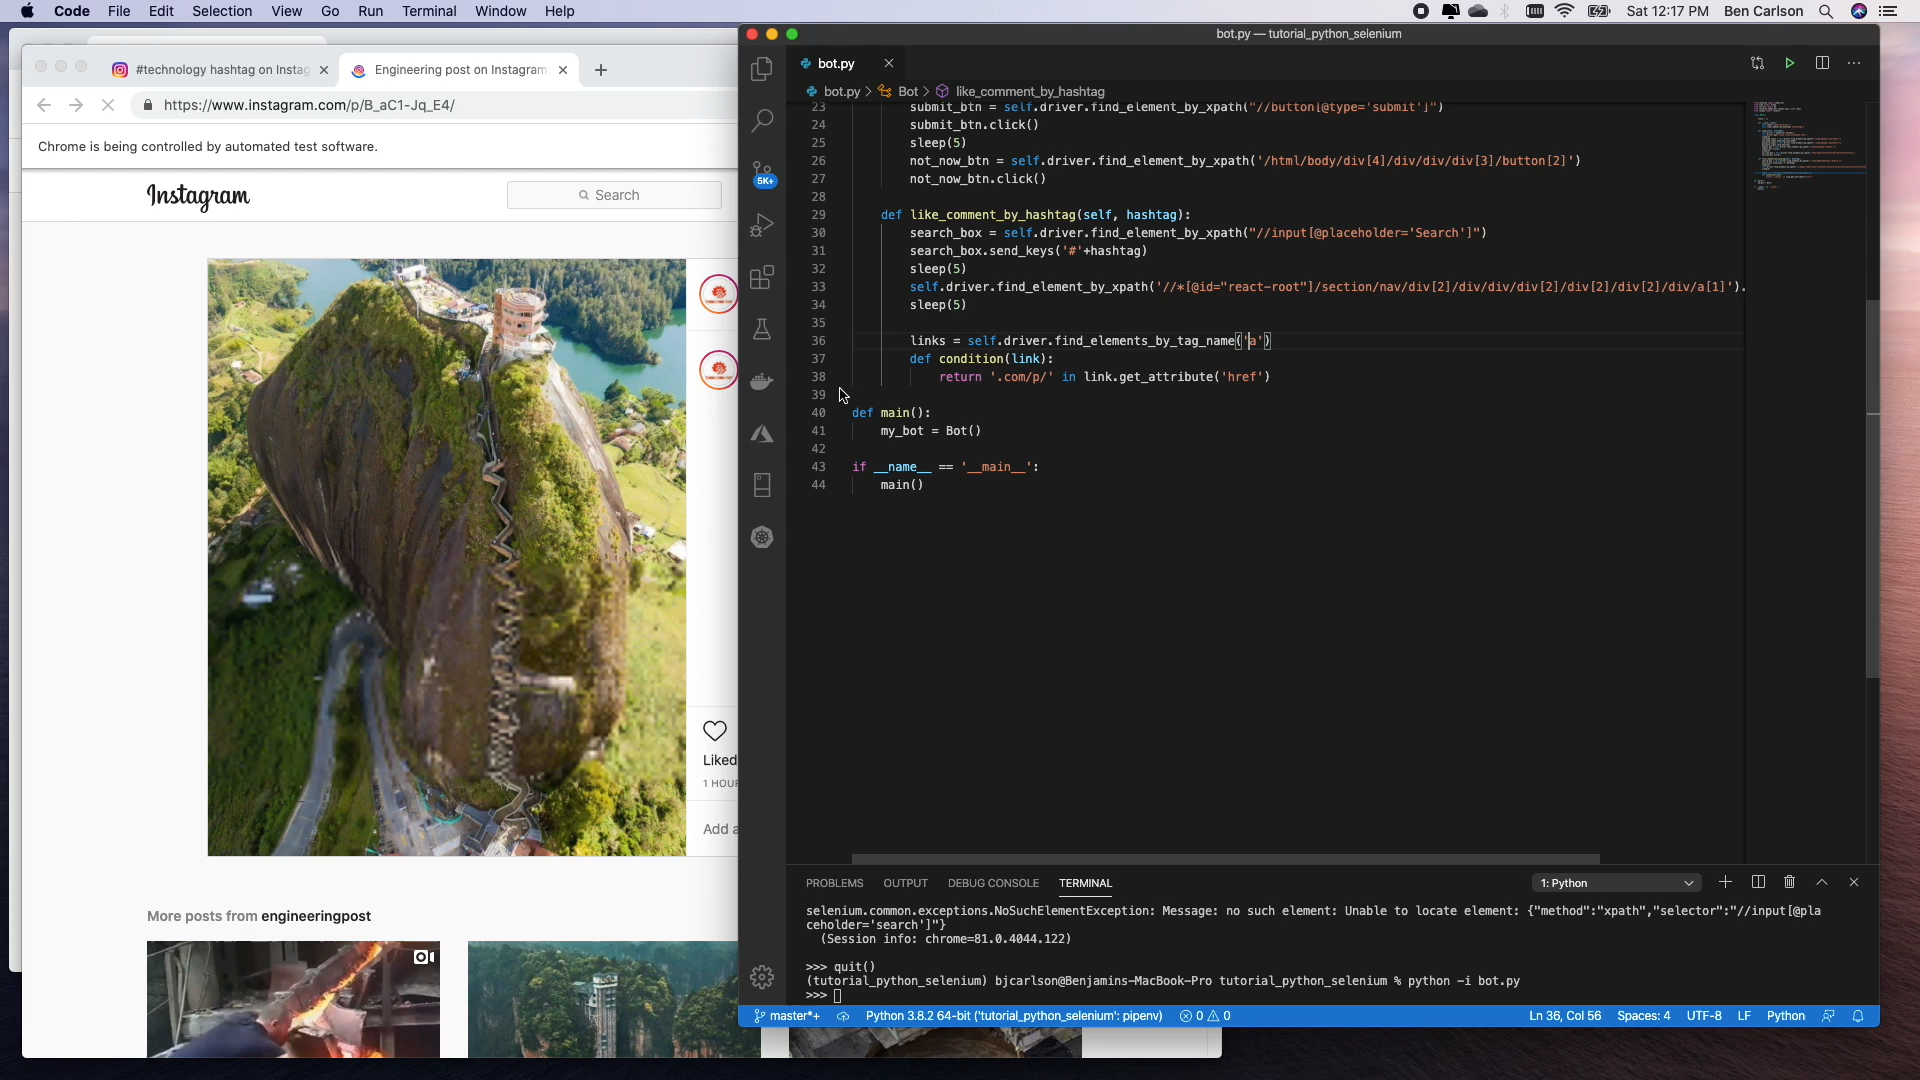 Code File Edit Selection View Go Run Terminal Window Help
Sat 12:17 PM Ben Carlson
#technology hashtag on Instag
Engineering post on Instagram
https://www.instagram.com/p/B_aC1-Jq_E4/
Chrome is being controlled by automated test software.
Instagram
Search
Liked
1 HOUR
Add a
More posts from engineeringpost
bot.py — tutorial_python_selenium
5K+
bot.py
bot.py > Bot > like_comment_by_hashtag
23 submit_btn = self.driver.find_element_by_xpath("//button[@type='submit']")
24 submit_btn.click()
25 sleep(5)
26 not_now_btn = self.driver.find_element_by_xpath('/html/body/div[4]/div/div/div[3]/button[2]')
27 not_now_btn.click()
28
29 def like_comment_by_hashtag(self, hashtag):
30 search_box = self.driver.find_element_by_xpath("//input[@placeholder='Search']")
31 search_box.send_keys('#'+hashtag)
32 sleep(5)
33 self.driver.find_element_by_xpath('//*[@id="react-root"]/section/nav/div[2]/div/div/div[2]/div[2]/div[2]/div/a[1]').
34 sleep(5)
35
36 links = self.driver.find_elements_by_tag_name('a')
37 def condition(link):
38 return '.com/p/' in link.get_attribute('href')
39
40 def main():
41 my_bot = Bot()
42
43 if __name__ == '__main__':
44 main()
PROBLEMS OUTPUT DEBUG CONSOLE TERMINAL
1: Python
selenium.common.exceptions.NoSuchElementException: Message: no such element: Unable to locate element: {"method":"xpath","selector":"//input[@pla
ceholder='search']"}
(Session info: chrome=81.0.4044.122)
>>> quit()
(tutorial_python_selenium) bjcarlson@Benjamins-MacBook-Pro tutorial_python_selenium % python -i bot.py
>>>
master*+ Python 3.8.2 64-bit ('tutorial_python_selenium': pipenv) 0 0
Ln 36, Col 56 Spaces: 4 UTF-8 LF Python